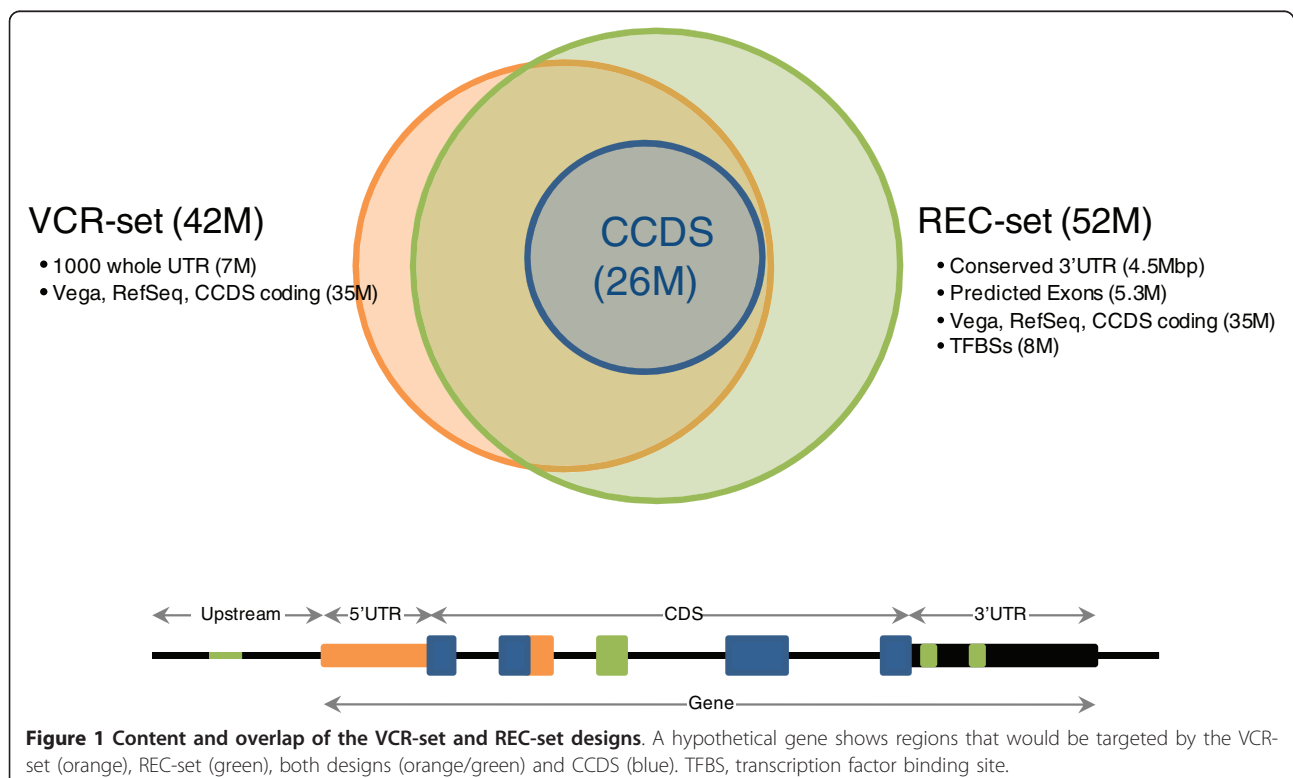 VCR-set (42M)
• 1000 whole UTR (7M)
• Vega, RefSeq, CCDS coding (35M)
CCDS
(26M)
REC-set (52M)
• Conserved 3'UTR (4.5Mbp)
• Predicted Exons (5.3M)
• Vega, RefSeq, CCDS coding (35M)
• TFBSs (8M)
Upstream
5'UTR
CDS
3'UTR
Gene
Figure 1 Content and overlap of the VCR-set and REC-set designs. A hypothetical gene shows regions that would be targeted by the VCR-
set (orange), REC-set (green), both designs (orange/green) and CCDS (blue). TFBS, transcription factor binding site.